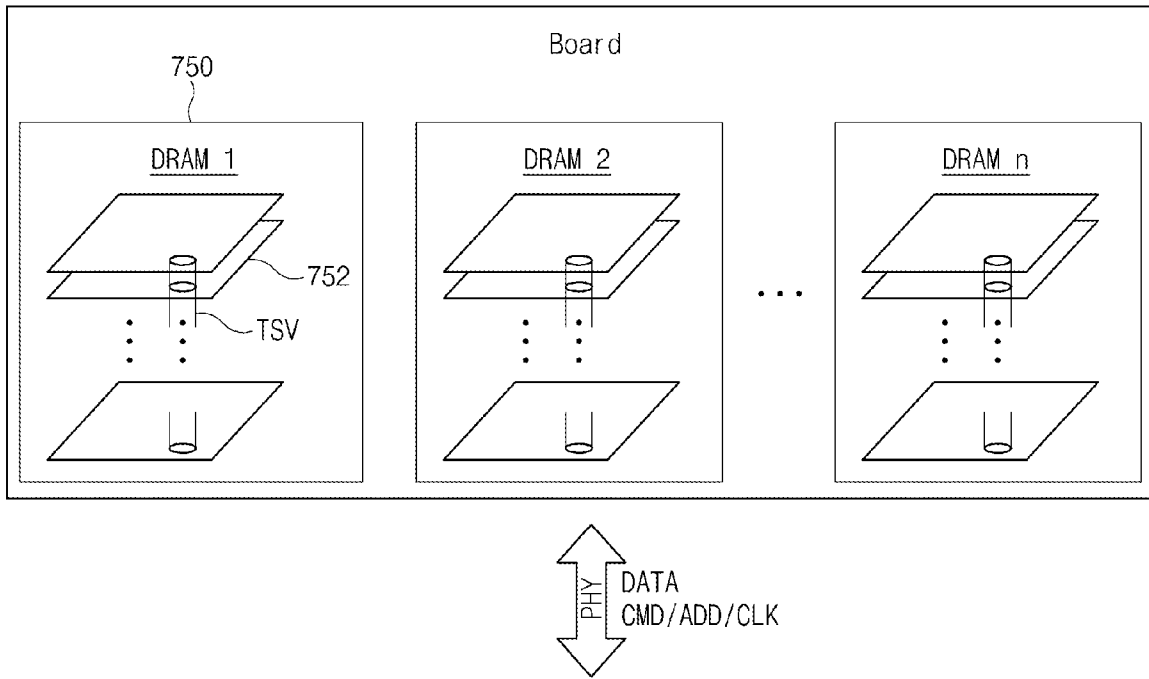 Board
750
DRAM 1
DRAM 2
DRAM n
752
TSV
PHY
DATA
CMD/ADD/CLK